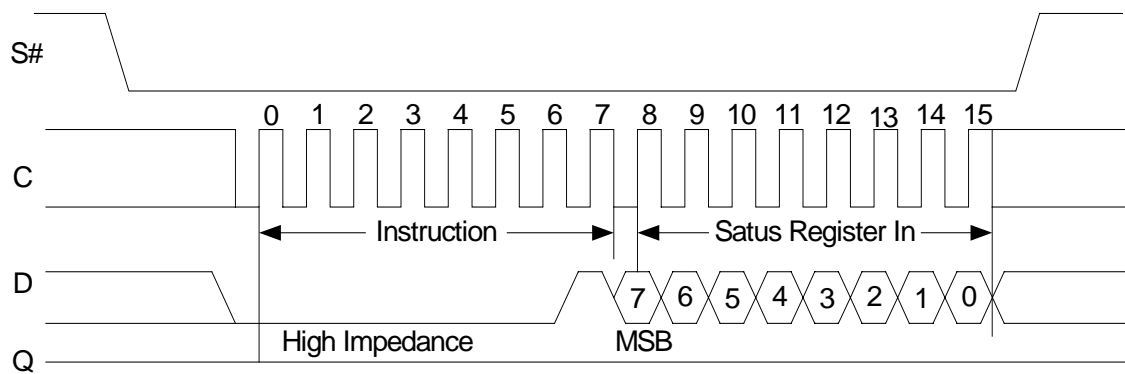 S#
0 1 2 3 4 5 6 7 8 9 10 11 12 13 14 15
C
Instruction Satus Register In
D 7 6 5 4 3 2 1 0
High Impedance MSB
Q